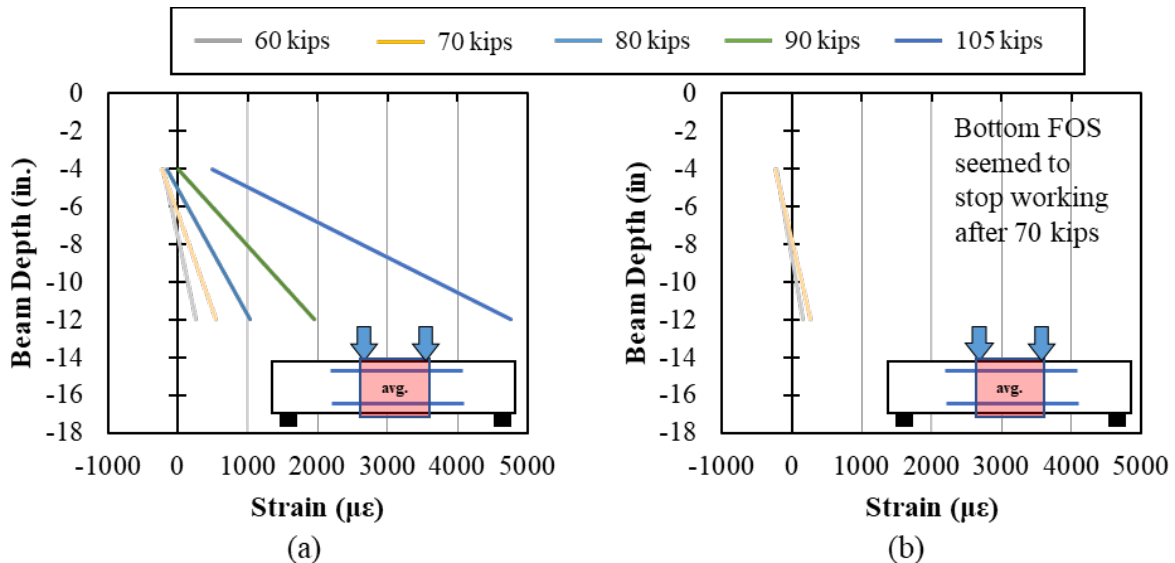 60 kips 70 kips 80 kips 90 kips 105 kips
0
-2
-4
-6
-8
-10
-12
-14
-16
-18
Beam Depth (in.)
avg.
-1000 0 1000 2000 3000 4000 5000
Strain (με)
(a)
0
-2
-4
-6
-8
-10
-12
-14
-16
-18
Beam Depth (in)
Bottom FOS
seemed to
stop working
after 70 kips
avg.
-1000 0 1000 2000 3000 4000 5000
Strain (με)
(b)